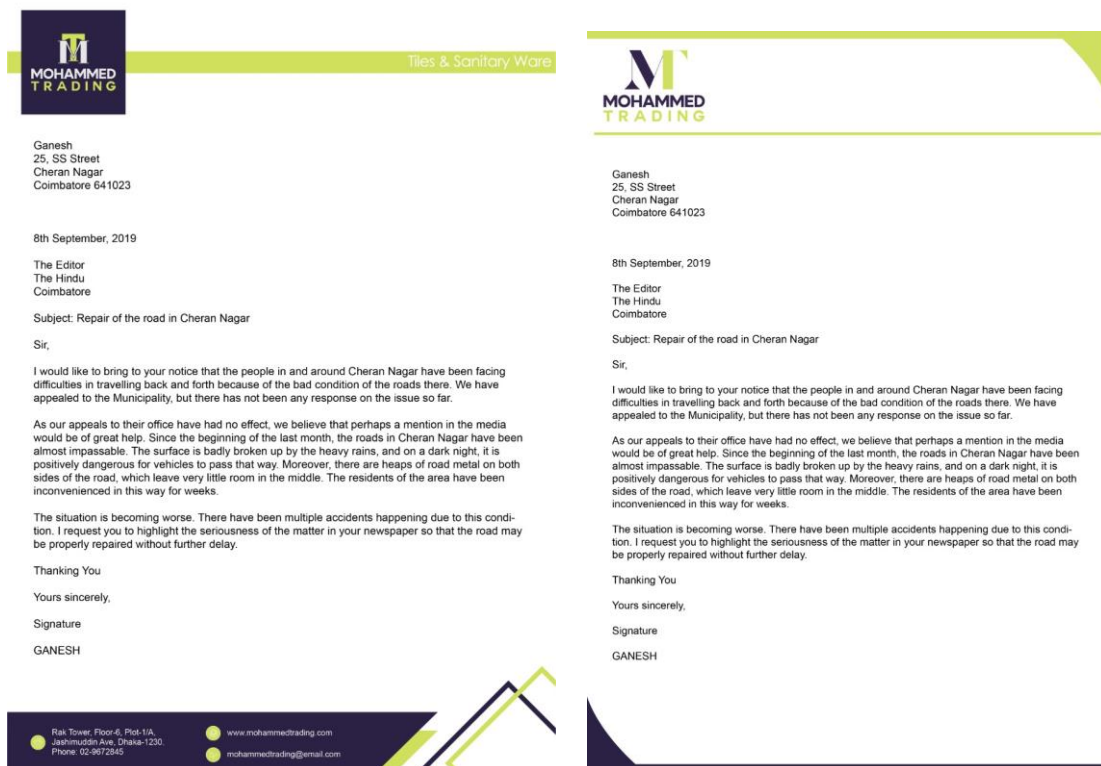 MT
MOHAMMED
TRADING
Tiles & Sanitary Ware
Ganesh
25, SS Street
Cheran Nagar
Coimbatore 641023
8th September, 2019
The Editor
The Hindu
Coimbatore
Subject: Repair of the road in Cheran Nagar
Sir,
I would like to bring to your notice that the people in and around Cheran Nagar have been facing
difficulties in travelling back and forth because of the bad condition of the roads there. We have
appealed to the Municipality, but there has not been any response on the issue so far.
As our appeals to their office have had no effect, we believe that perhaps a mention in the media
would be of great help. Since the beginning of the last month, the roads in Cheran Nagar have been
almost impassable. The surface is badly broken up by the heavy rains, and on a dark night, it is
positively dangerous for vehicles to pass that way. Moreover, there are heaps of road metal on both
sides of the road, which leave very little room in the middle. The residents of the area have been
inconvenienced in this way for weeks.
The situation is becoming worse. There have been multiple accidents happening due to this condi-
tion. I request you to highlight the seriousness of the matter in your newspaper so that the road may
be properly repaired without further delay.
Thanking You
Yours sincerely,
Signature
GANESH
Rak Tower, Floor-6, Plot-1/A,
Jashimuddin Ave, Dhaka-1230.
Phone: 02-9672845
www.mohammedtrading.com
mohammedtrading@email.com
MT
MOHAMMED
TRADING
Ganesh
25, SS Street
Cheran Nagar
Coimbatore 641023
8th September, 2019
The Editor
The Hindu
Coimbatore
Subject: Repair of the road in Cheran Nagar
Sir,
I would like to bring to your notice that the people in and around Cheran Nagar have been facing
difficulties in travelling back and forth because of the bad condition of the roads there. We have
appealed to the Municipality, but there has not been any response on the issue so far.
As our appeals to their office have had no effect, we believe that perhaps a mention in the media
would be of great help. Since the beginning of the last month, the roads in Cheran Nagar have been
almost impassable. The surface is badly broken up by the heavy rains, and on a dark night, it is
positively dangerous for vehicles to pass that way. Moreover, there are heaps of road metal on both
sides of the road, which leave very little room in the middle. The residents of the area have been
inconvenienced in this way for weeks.
The situation is becoming worse. There have been multiple accidents happening due to this condi-
tion. I request you to highlight the seriousness of the matter in your newspaper so that the road may
be properly repaired without further delay.
Thanking You
Yours sincerely,
Signature
GANESH